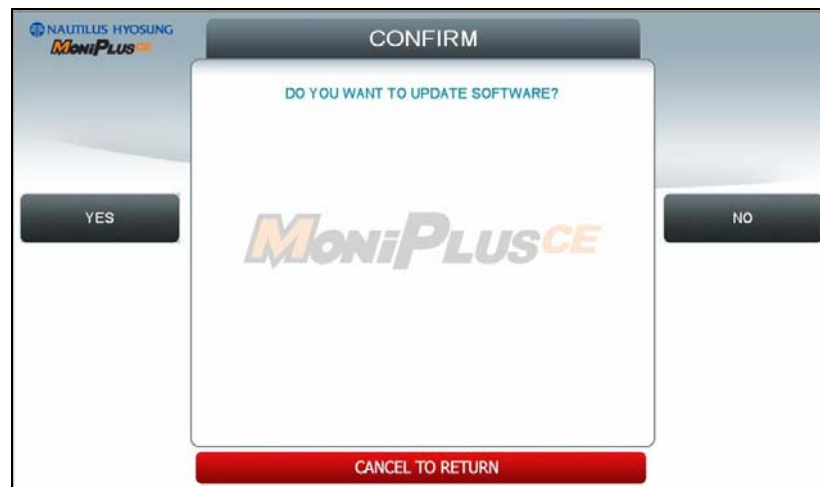 NAUTILUS HYOSUNG
MoniPlusCE
CONFIRM
DO YOU WANT TO UPDATE SOFTWARE?
YES
MoniPlusCE
NO
CANCEL TO RETURN